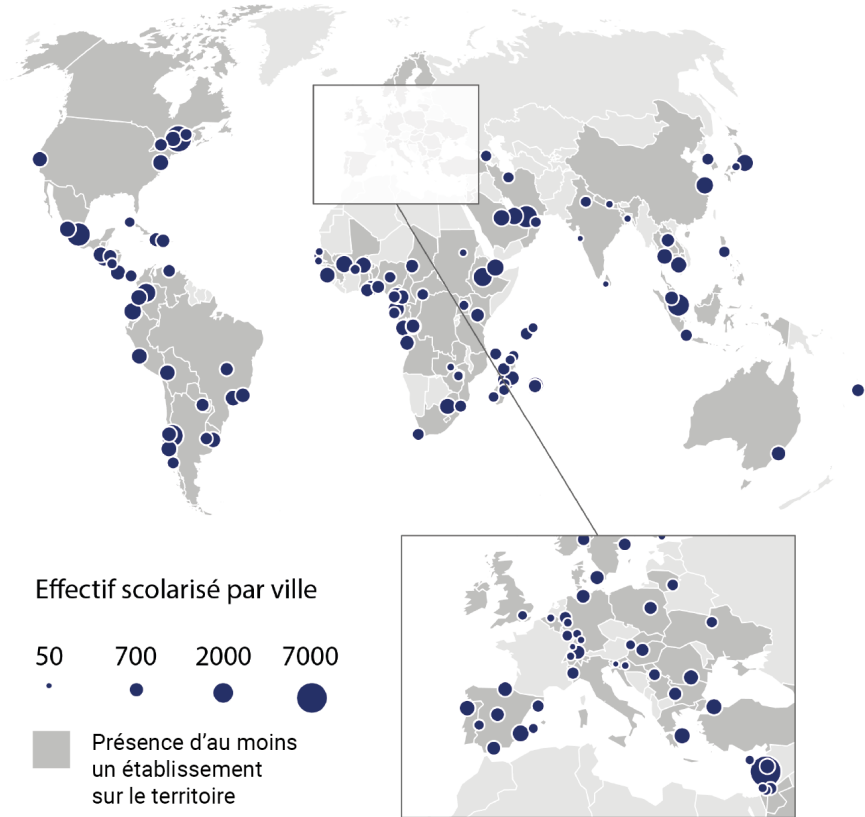 Effectif scolarisé par ville
50 700 2000 7000
Présence d'au moins
un établissement
sur le territoire